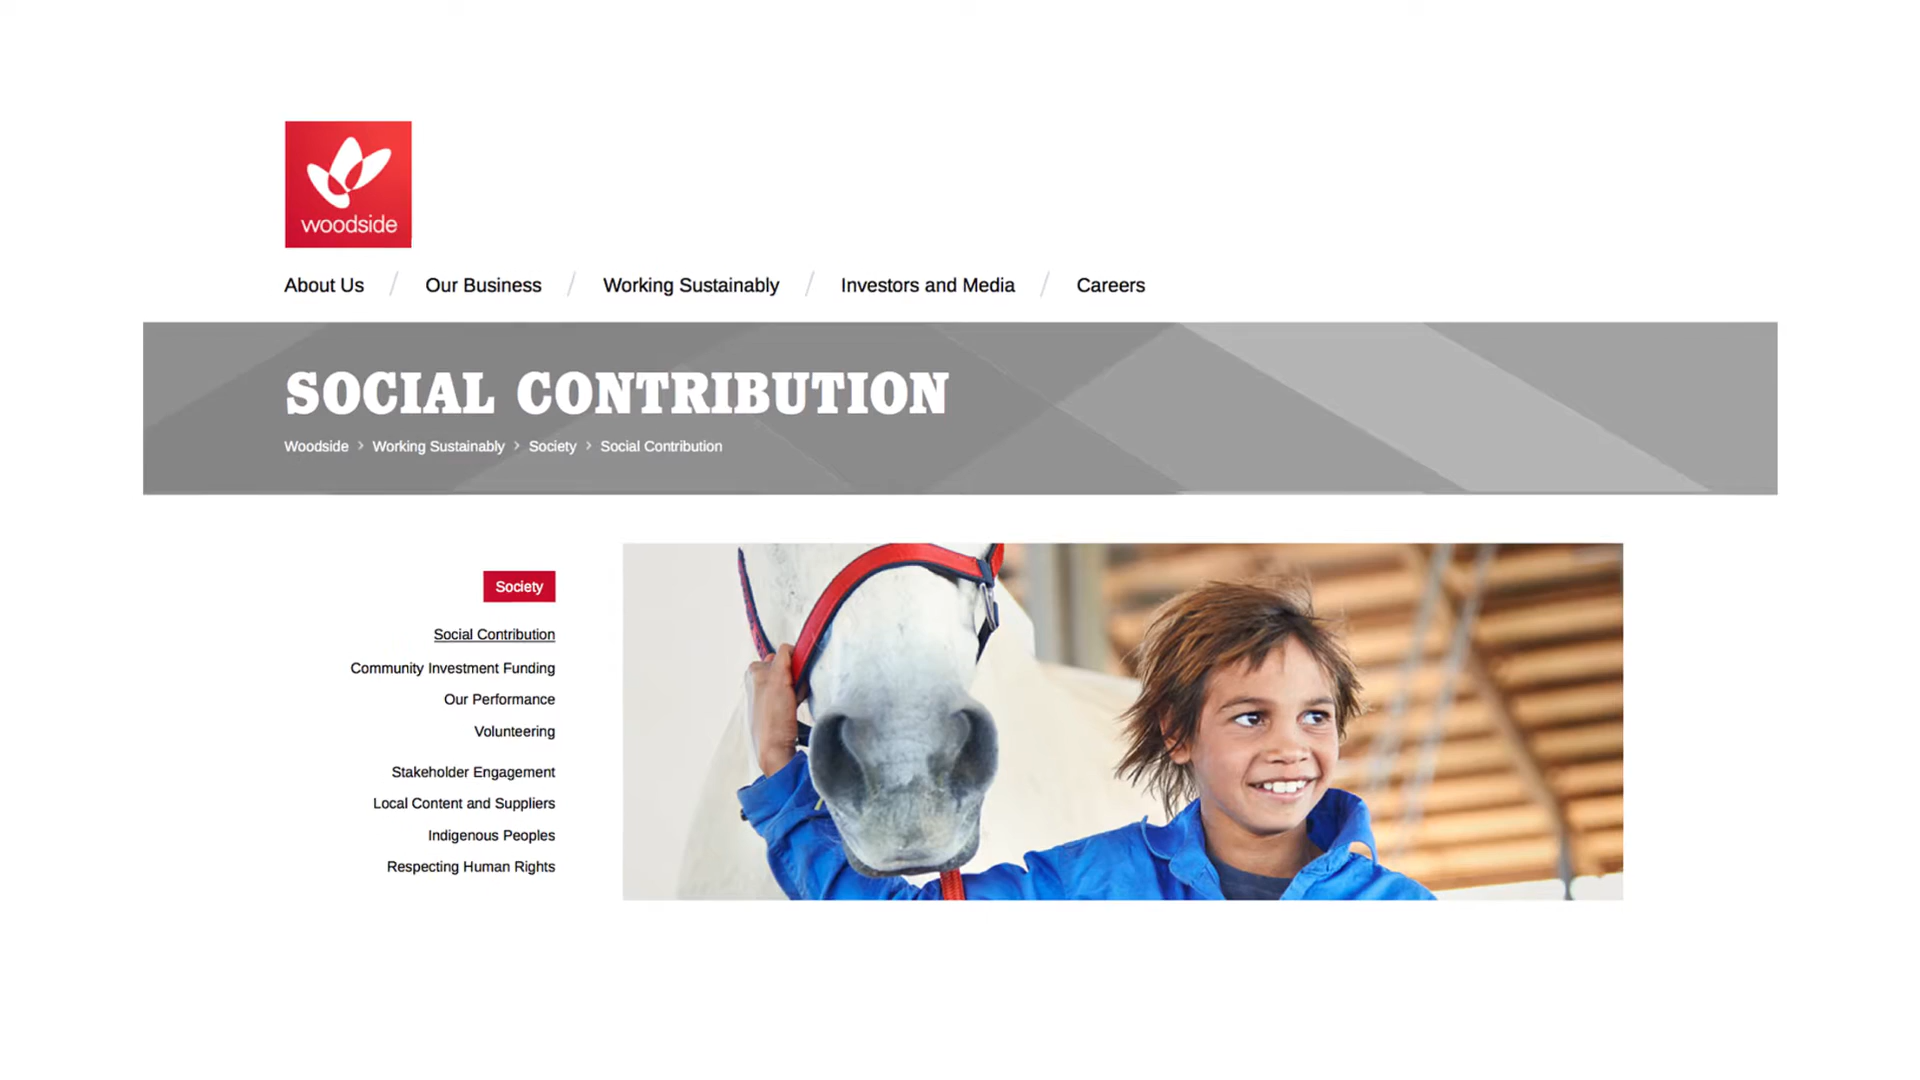 woodside
About Us / Our Business / Working Sustainably / Investors and Media / Careers
SOCIAL CONTRIBUTION
Woodside > Working Sustainably > Society > Social Contribution
Society
Social Contribution
Community Investment Funding
Our Performance
Volunteering
Stakeholder Engagement
Local Content and Suppliers
Indigenous Peoples
Respecting Human Rights